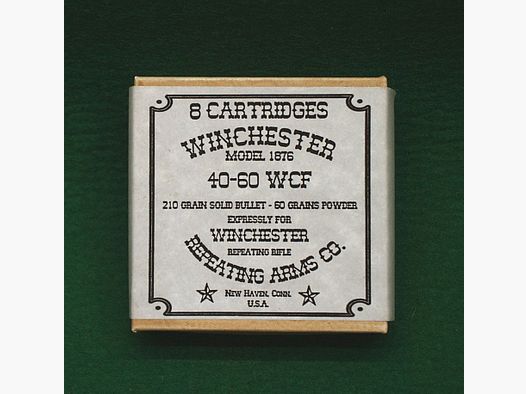 8 CARTRIDGES
WINCHESTER
MODEL 1876
40-60 WCF
210 GRAIN SOLID BULLET - 60 GRAINS POWDER
EXPRESSLY FOR
WINCHESTER
REPEATING RIFLE
REPEATING ARMS CO.
NEW HAVEN, CONN.
U.S.A.